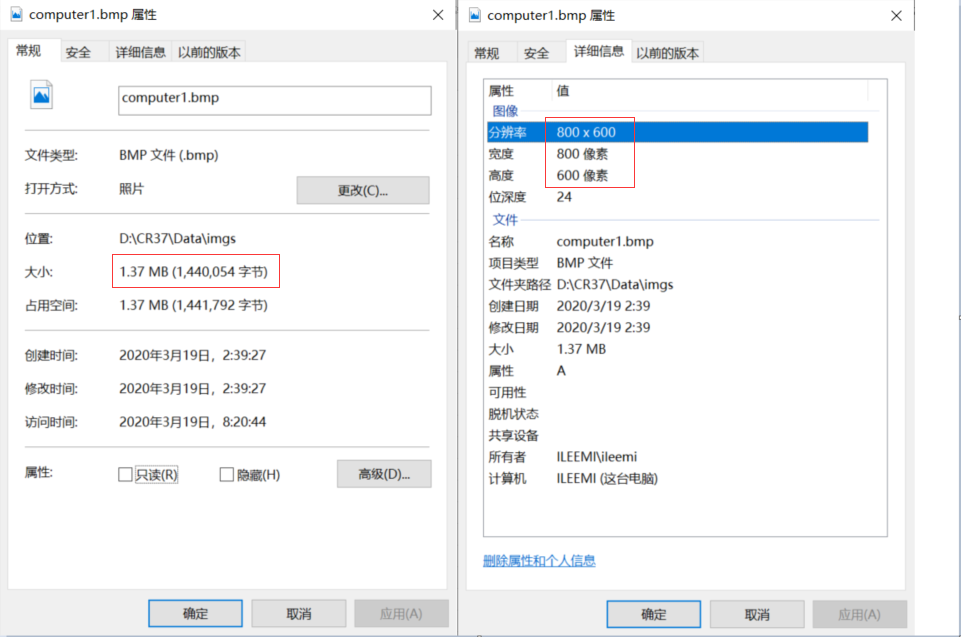 computer1.bmp 属性
常规 安全 详细信息 以前的版本
computer1.bmp
文件类型: BMP 文件 (.bmp)
打开方式: 照片 更改(C)...
位置: D:\CR37\Data\imgs
大小: 1.37 MB (1,440,054 字节)
占用空间: 1.37 MB (1,441,792 字节)
创建时间: 2020年3月19日，2:39:27
修改时间: 2020年3月19日，2:39:27
访问时间: 2020年3月19日，8:20:44
属性: 只读(R) 隐藏(H) 高级(D)...
确定 取消 应用(A)
computer1.bmp 属性
常规 安全 详细信息 以前的版本
属性 值
图像
分辨率 800 x 600
宽度 800 像素
高度 600 像素
位深度 24
文件
名称 computer1.bmp
项目类型 BMP 文件
文件夹路径 D:\CR37\Data\imgs
创建日期 2020/3/19 2:39
修改日期 2020/3/19 2:39
大小 1.37 MB
属性 A
可用性
脱机状态
共享设备
所有者 ILEEMI\ileemi
计算机 ILEEMI (这台电脑)
删除属性和个人信息
确定 取消 应用(A)